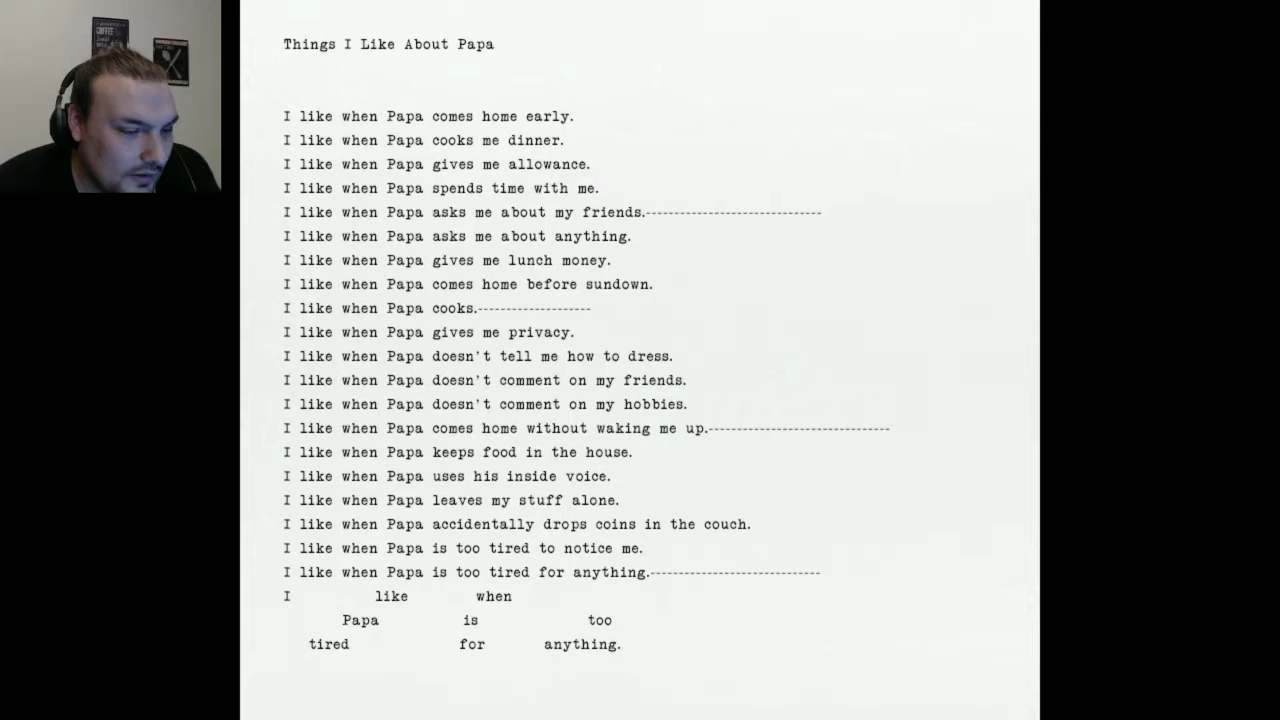 COFFEE
Things I Like About Papa
I like when Papa comes home early.
I like when Papa cooks me dinner.
I like when Papa gives me allowance.
I like when Papa spends time with me.
I like when Papa asks me about my friends.-------------------------------
I like when Papa asks me about anything.
I like when Papa gives me lunch money.
I like when Papa comes home before sundown.
I like when Papa cooks.--------------------
I like when Papa gives me privacy.
I like when Papa doesn't tell me how to dress.
I like when Papa doesn't comment on my friends.
I like when Papa doesn't comment on my hobbies.
I like when Papa comes home without waking me up.--------------------------------
I like when Papa keeps food in the house.
I like when Papa uses his inside voice.
I like when Papa leaves my stuff alone.
I like when Papa accidentally drops coins in the couch.
I like when Papa is too tired to notice me.
I like when Papa is too tired for anything.------------------------------
I like when
Papa is too
tired for anything.